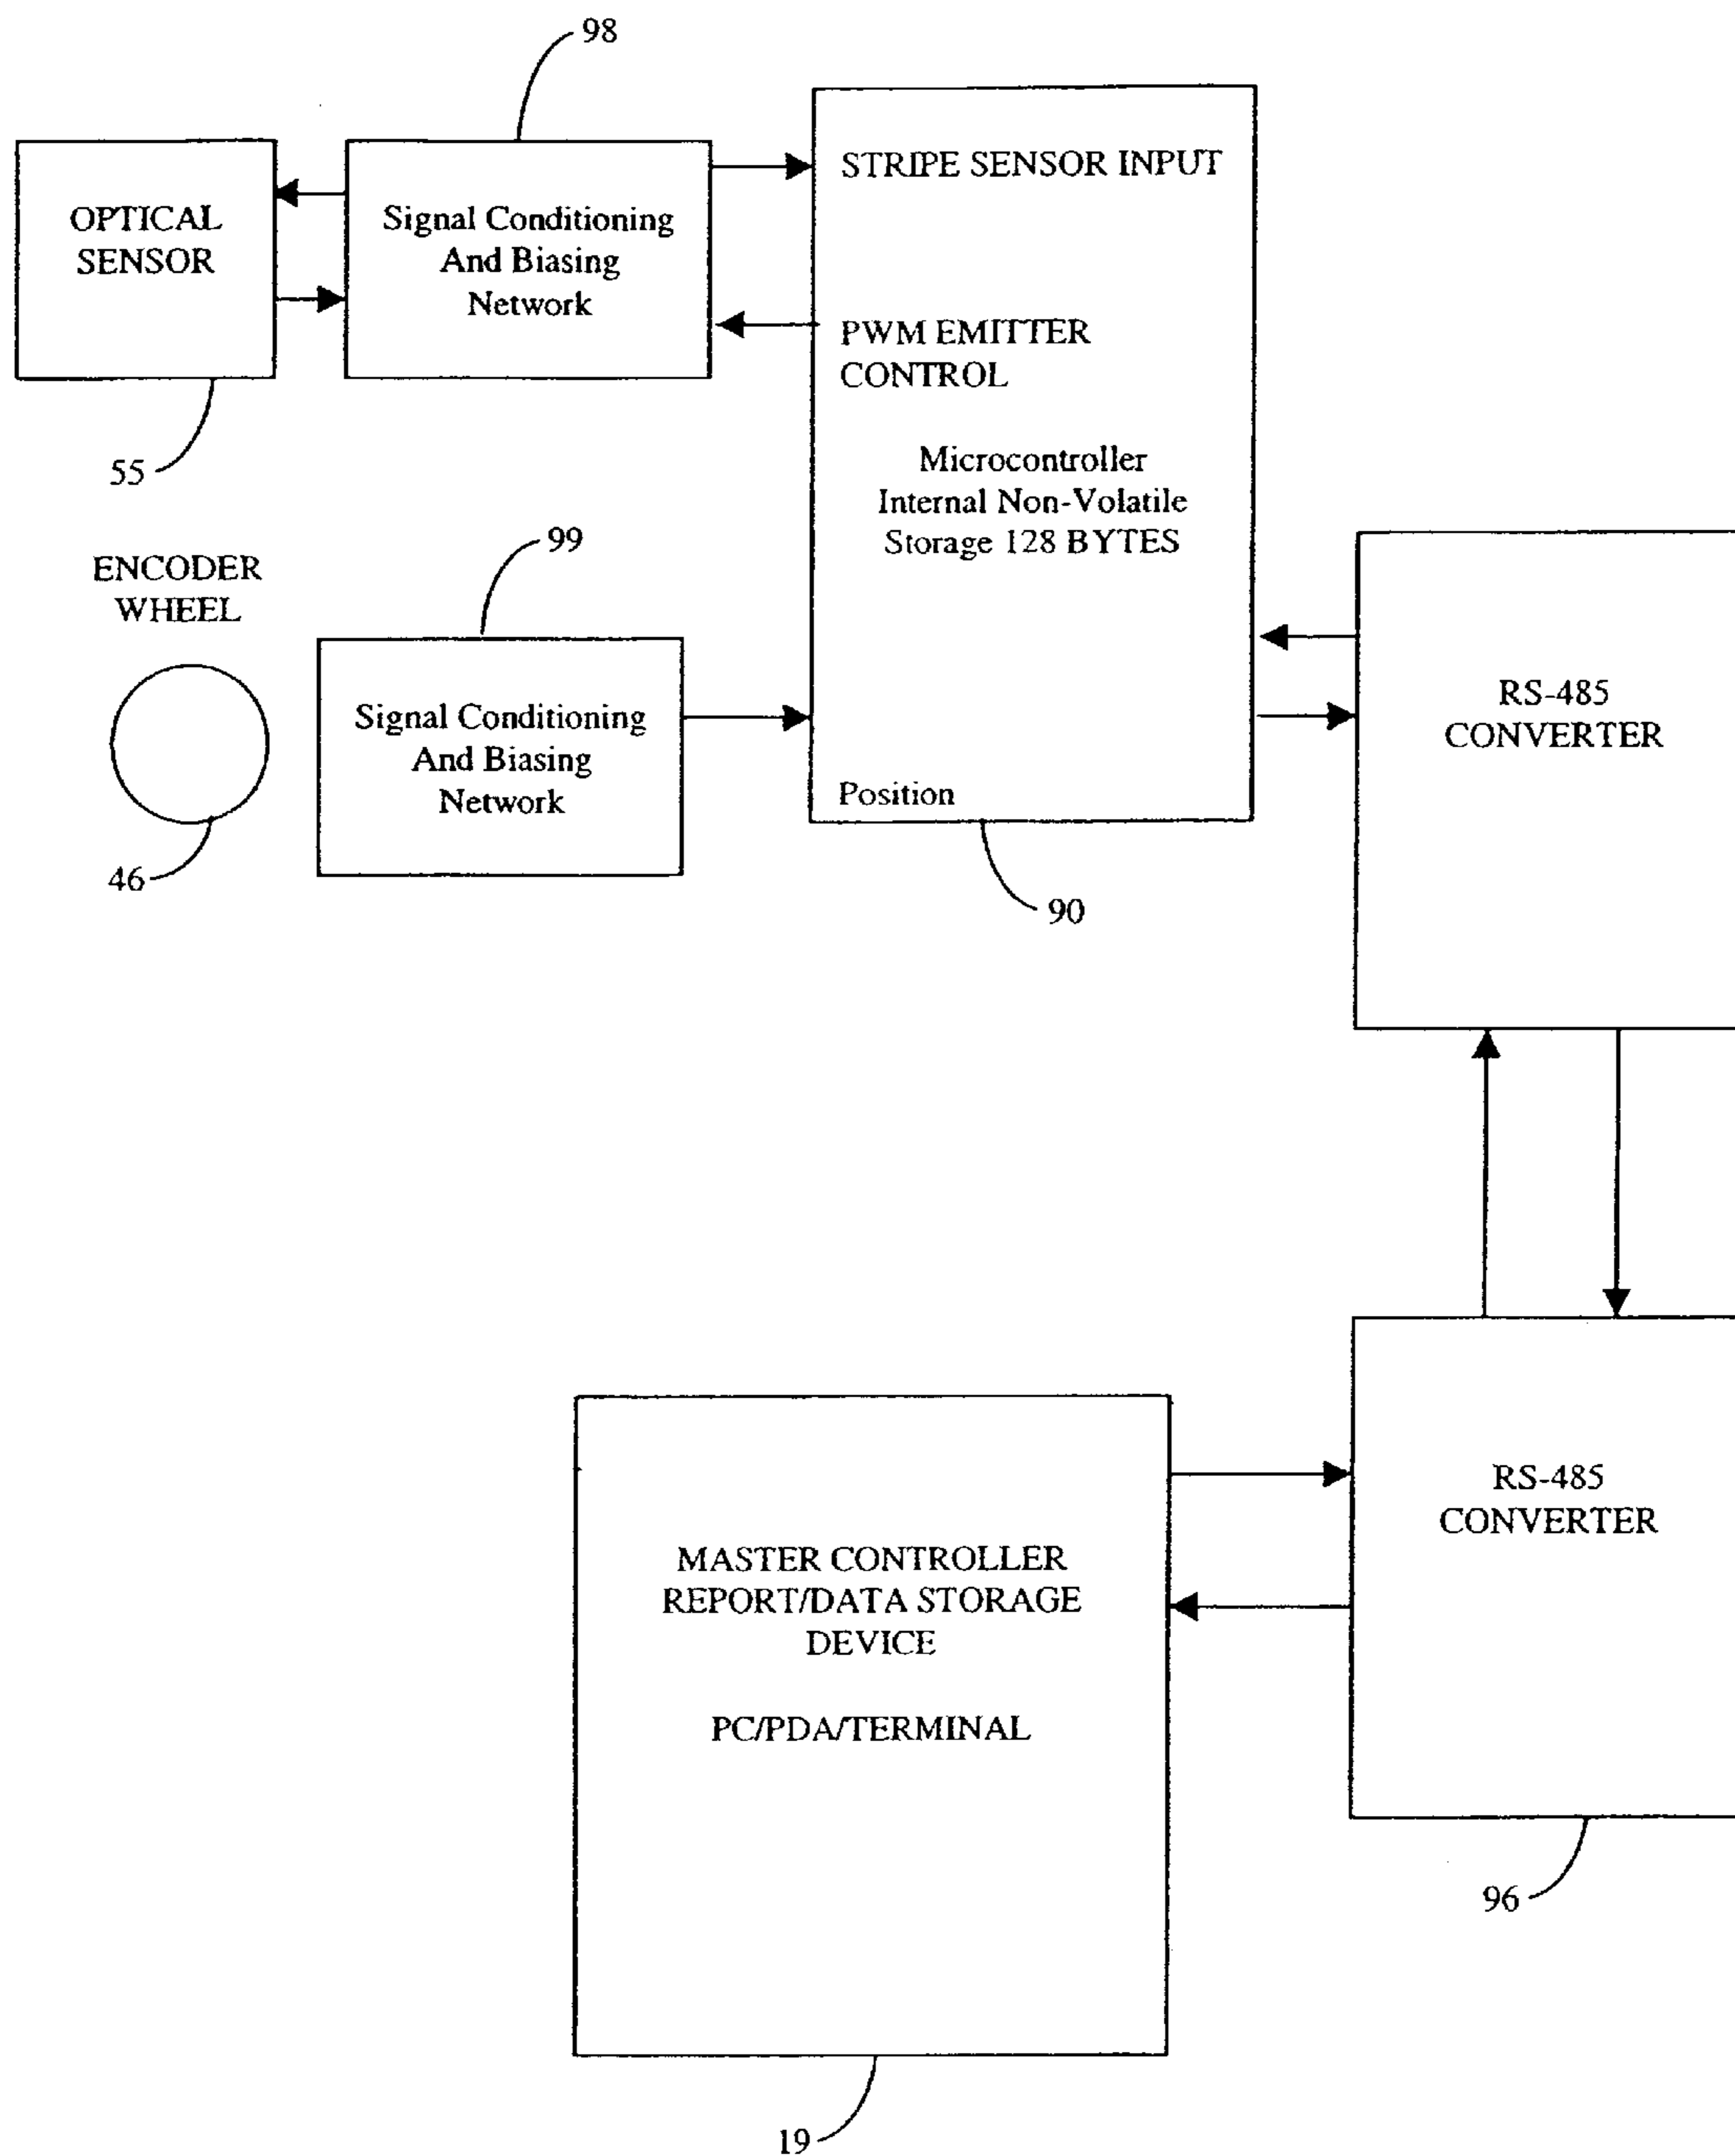 98
OPTICAL
SENSOR
Signal Conditioning
And Biasing
Network
STRIPE SENSOR INPUT
PWM EMITTER
CONTROL
Microcontroller
Internal Non-Volatile
Storage 128 BYTES
55
ENCODER
WHEEL
99
Signal Conditioning
And Biasing
Network
Position
46
90
RS-485
CONVERTER
RS-485
CONVERTER
MASTER CONTROLLER
REPORT/DATA STORAGE
DEVICE
PC/PDA/TERMINAL
96
19